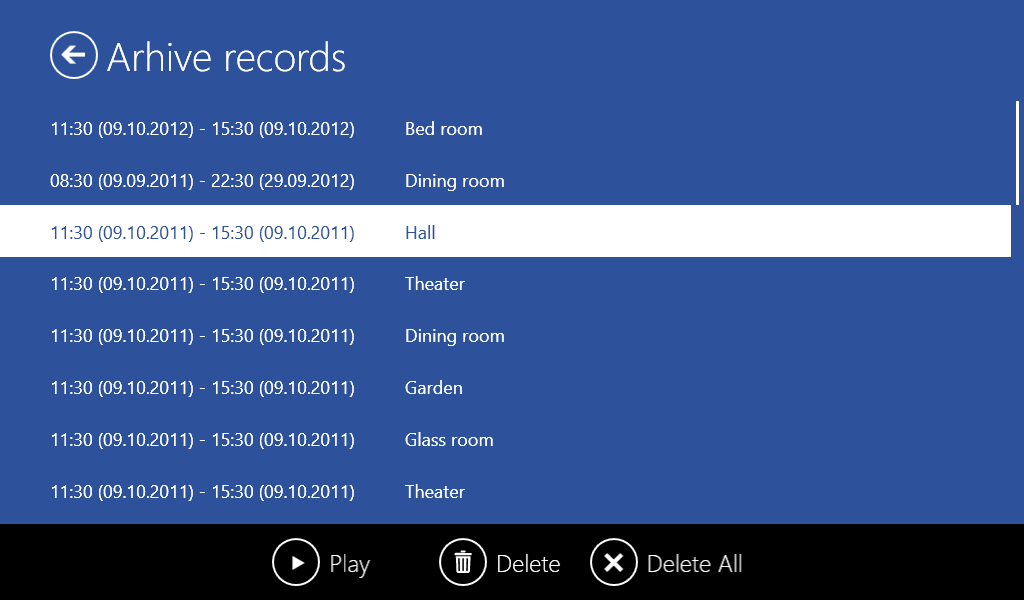 Arhive records
11:30 (09.10.2012) - 15:30 (09.10.2012) Bed room
08:30 (09.09.2011) - 22:30 (29.09.2012) Dining room
11:30 (09.10.2011) - 15:30 (09.10.2011) Hall
11:30 (09.10.2011) - 15:30 (09.10.2011) Theater
11:30 (09.10.2011) - 15:30 (09.10.2011) Dining room
11:30 (09.10.2011) - 15:30 (09.10.2011) Garden
11:30 (09.10.2011) - 15:30 (09.10.2011) Glass room
11:30 (09.10.2011) - 15:30 (09.10.2011) Theater
Play Delete Delete All